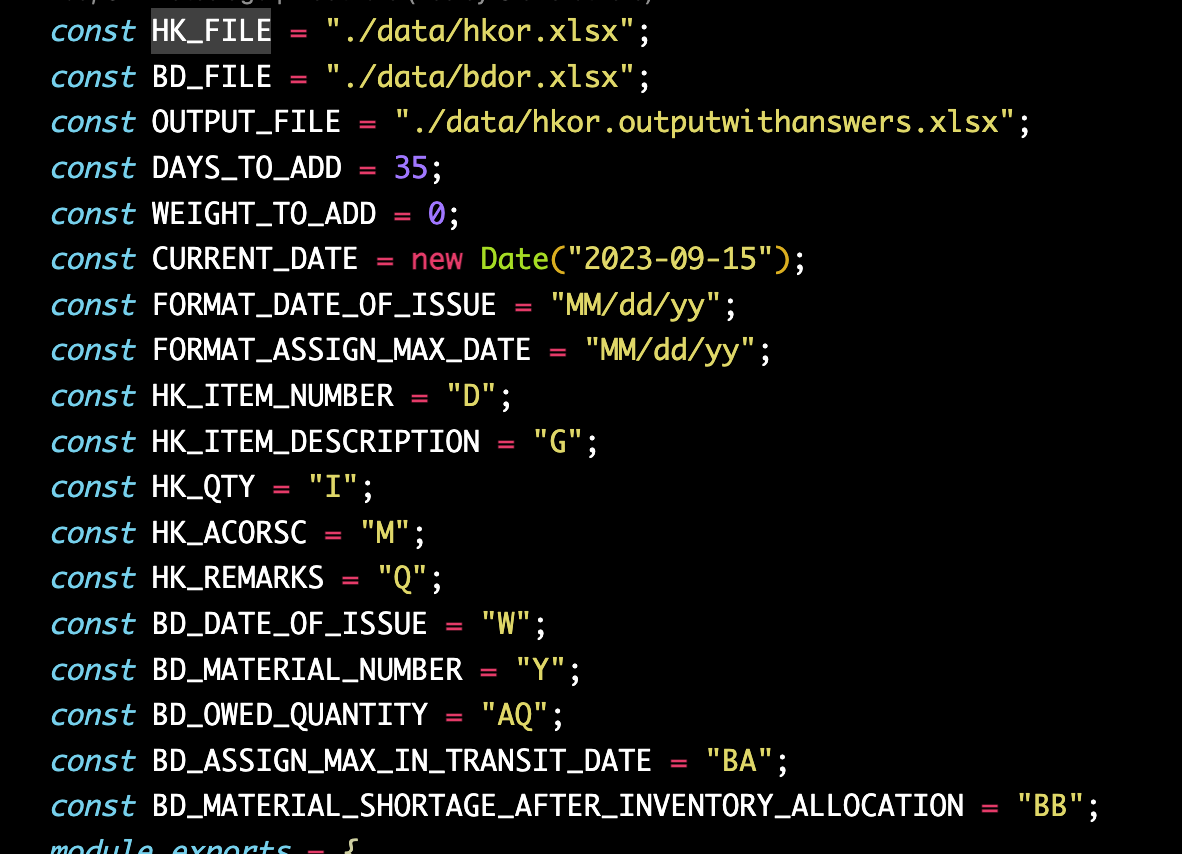 const HK_FILE = "./data/hkor.xlsx";
const BD_FILE = "./data/bdor.xlsx";
const OUTPUT_FILE = "./data/hkor.outputwithanswers.xlsx";
const DAYS_TO_ADD = 35;
const WEIGHT_TO_ADD = 0;
const CURRENT_DATE = new Date("2023-09-15");
const FORMAT_DATE_OF_ISSUE = "MM/dd/yy";
const FORMAT_ASSIGN_MAX_DATE = "MM/dd/yy";
const HK_ITEM_NUMBER = "D";
const HK_ITEM_DESCRIPTION = "G";
const HK_QTY = "I";
const HK_ACORSC = "M";
const HK_REMARKS = "Q";
const BD_DATE_OF_ISSUE = "W";
const BD_MATERIAL_NUMBER = "Y";
const BD_OWED_QUANTITY = "AQ";
const BD_ASSIGN_MAX_IN_TRANSIT_DATE = "BA";
const BD_MATERIAL_SHORTAGE_AFTER_INVENTORY_ALLOCATION = "BB";
module.exports = {